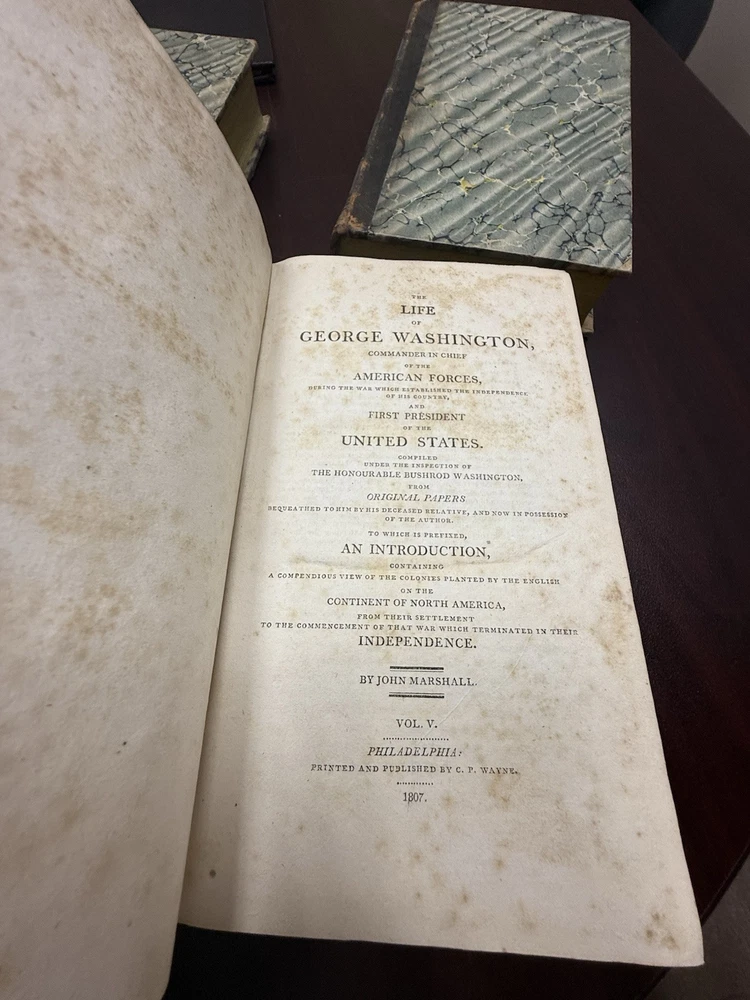 THE
LIFE
OF
GEORGE WASHINGTON,
COMMANDER IN CHIEF
OF THE
AMERICAN FORCES,
DURING THE WAR WHICH ESTABLISHED THE INDEPENDENCE
OF HIS COUNTRY,
AND
FIRST PRESIDENT
OF THE
UNITED STATES.
COMPILED
UNDER THE INSPECTION OF
THE HONOURABLE BUSHROD WASHINGTON,
FROM
ORIGINAL PAPERS
BEQUEATHED TO HIM BY HIS DECEASED RELATIVE, AND NOW IN POSSESSION
OF THE AUTHOR.
TO WHICH IS PREFIXED,
AN INTRODUCTION,
CONTAINING
A COMPENDIOUS VIEW OF THE COLONIES PLANTED BY THE ENGLISH
ON THE
CONTINENT OF NORTH AMERICA,
FROM THEIR SETTLEMENT
TO THE COMMENCEMENT OF THAT WAR WHICH TERMINATED IN THEIR
INDEPENDENCE.
BY JOHN MARSHALL.
VOL. V.
PHILADELPHIA:
PRINTED AND PUBLISHED BY C. P. WAYNE.
1807.